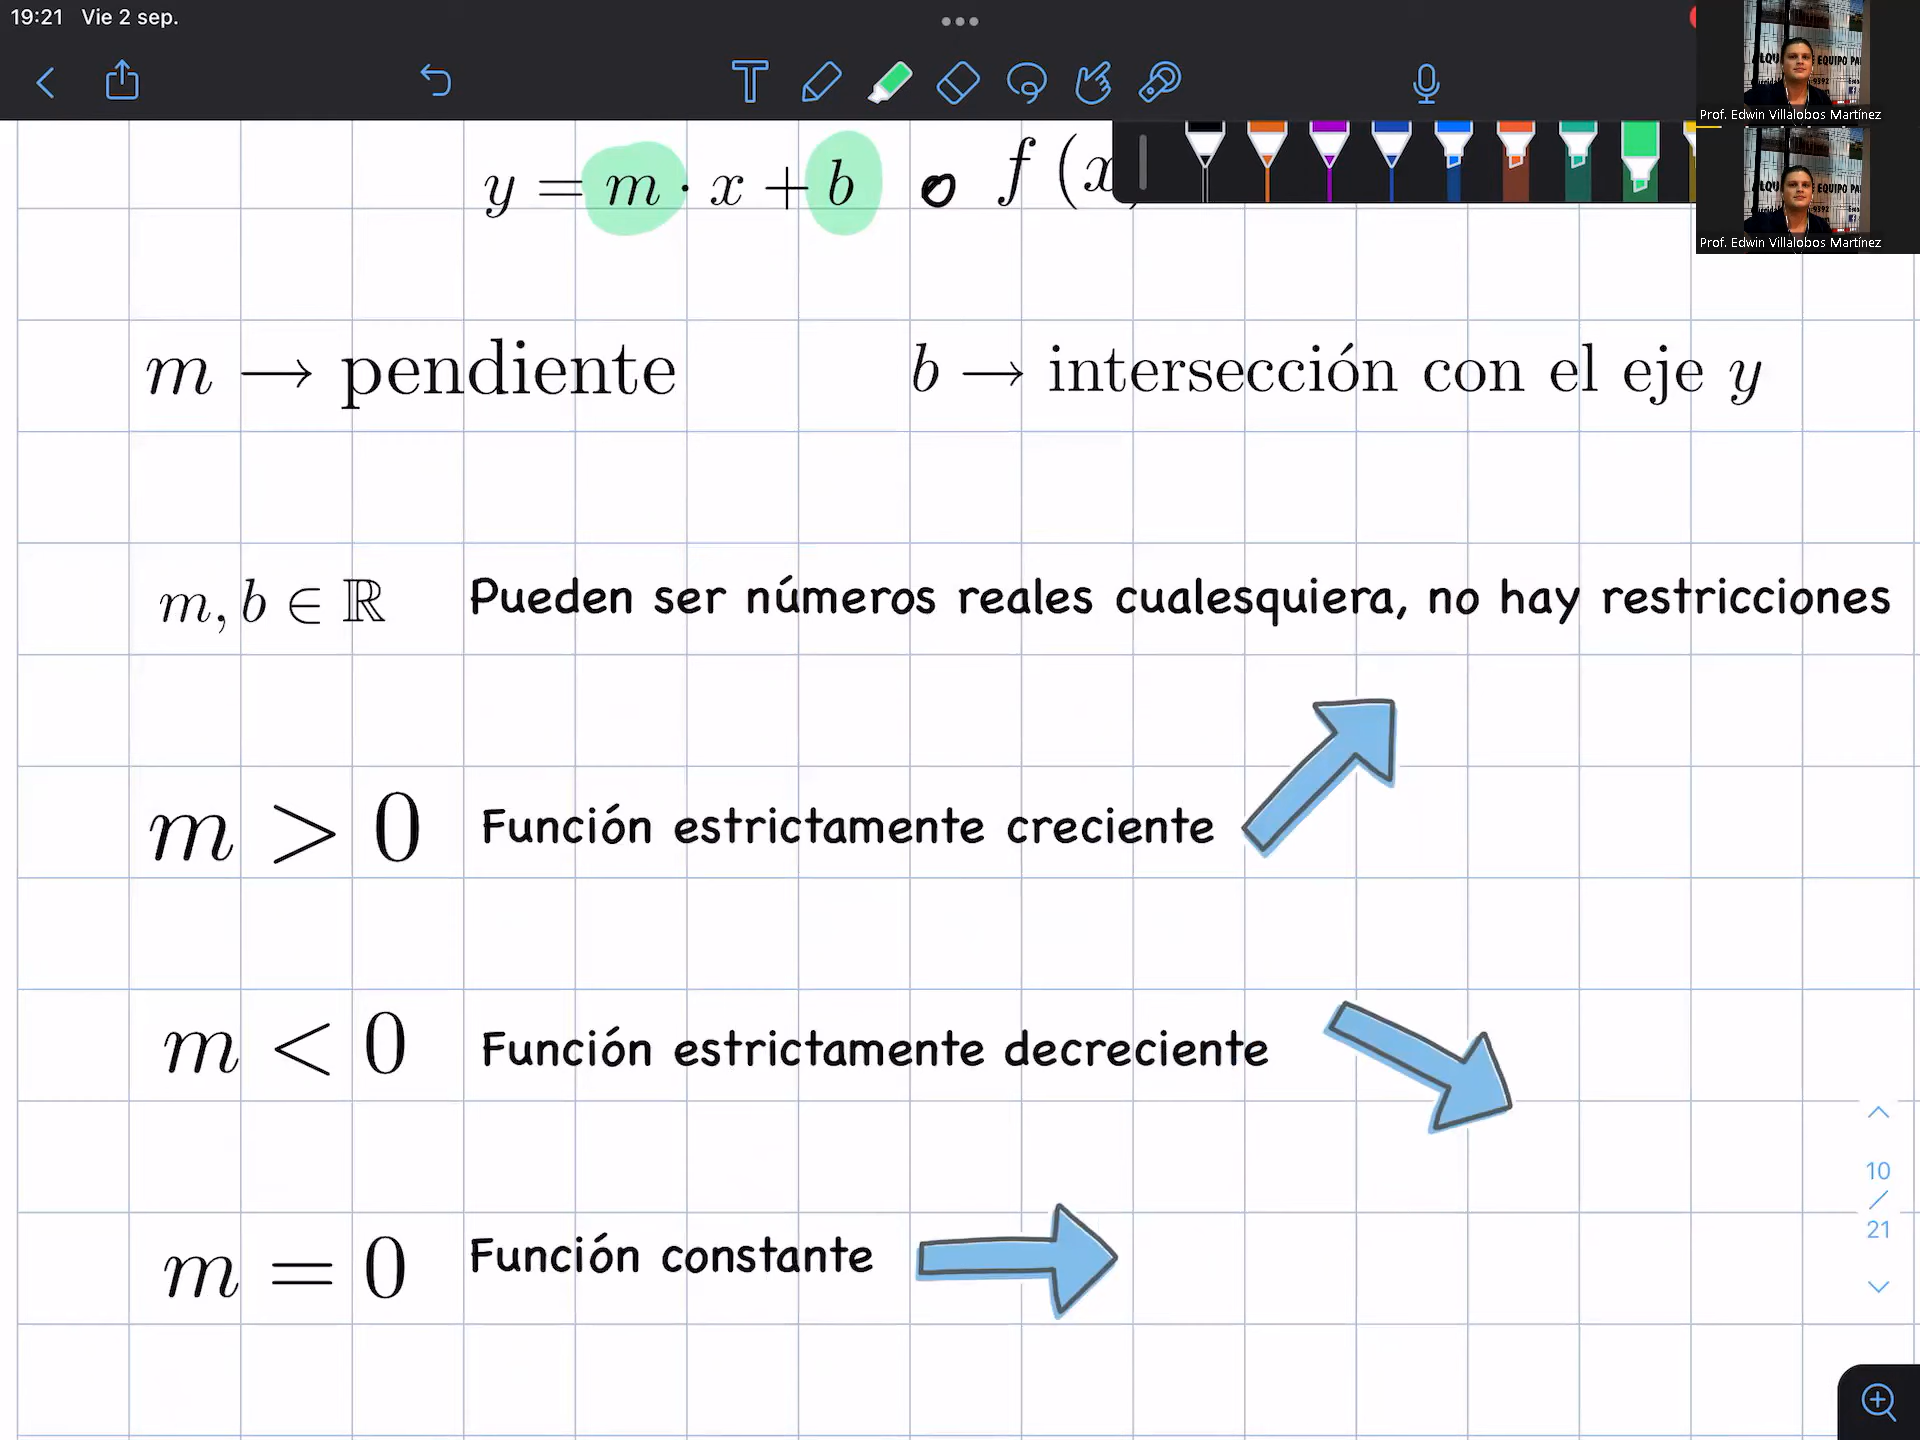 19:21 Vie 2 sep.
Prof. Edwin Villalobos Martínez
Prof. Edwin Villalobos Martínez
y = m · x + b o f (x
m → pendiente b → intersección con el eje y
m, b ∈ ℝ Pueden ser números reales cualesquiera, no hay restricciones
m > 0 Función estrictamente creciente
m < 0 Función estrictamente decreciente
m = 0 Función constante
10
/
21